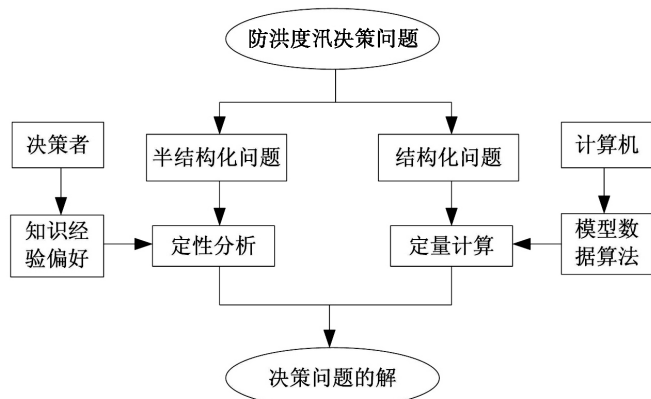 防洪度汛决策问题
决策者
半结构化问题
结构化问题
计算机
知识经
验偏好
定性分析
定量计算
模型数
据算法
决策问题的解